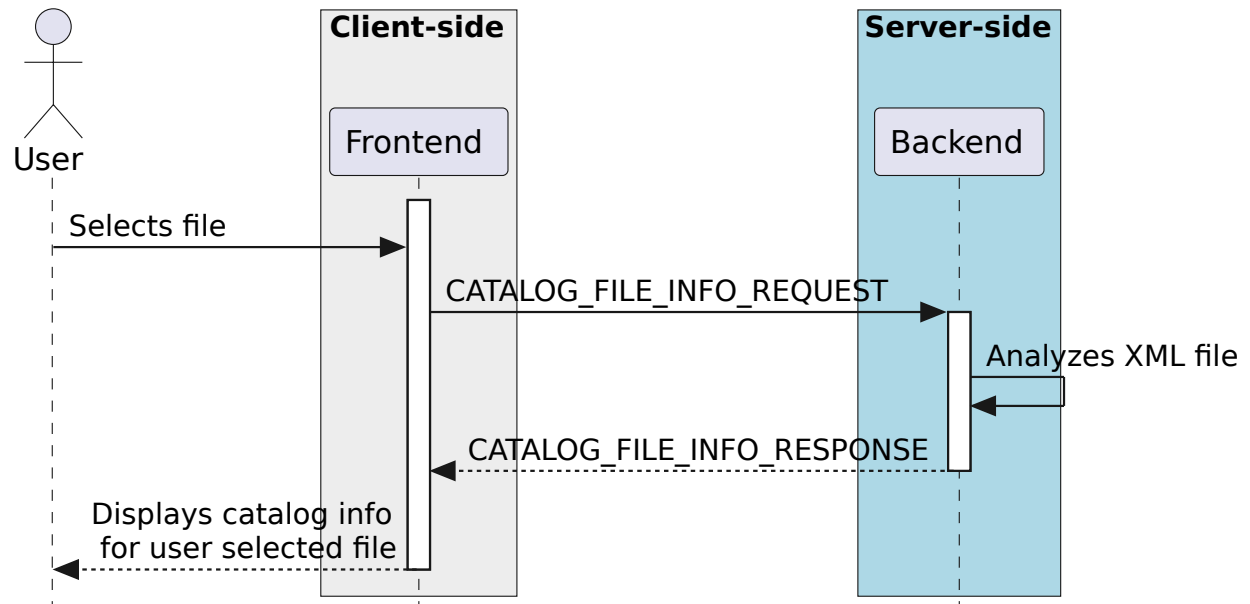 Client-side
Server-side
Frontend
Backend
User
Selects file
CATALOG_FILE_INFO_REQUEST
Analyzes XML file
CATALOG_FILE_INFO_RESPONSE
Displays catalog info
for user selected file